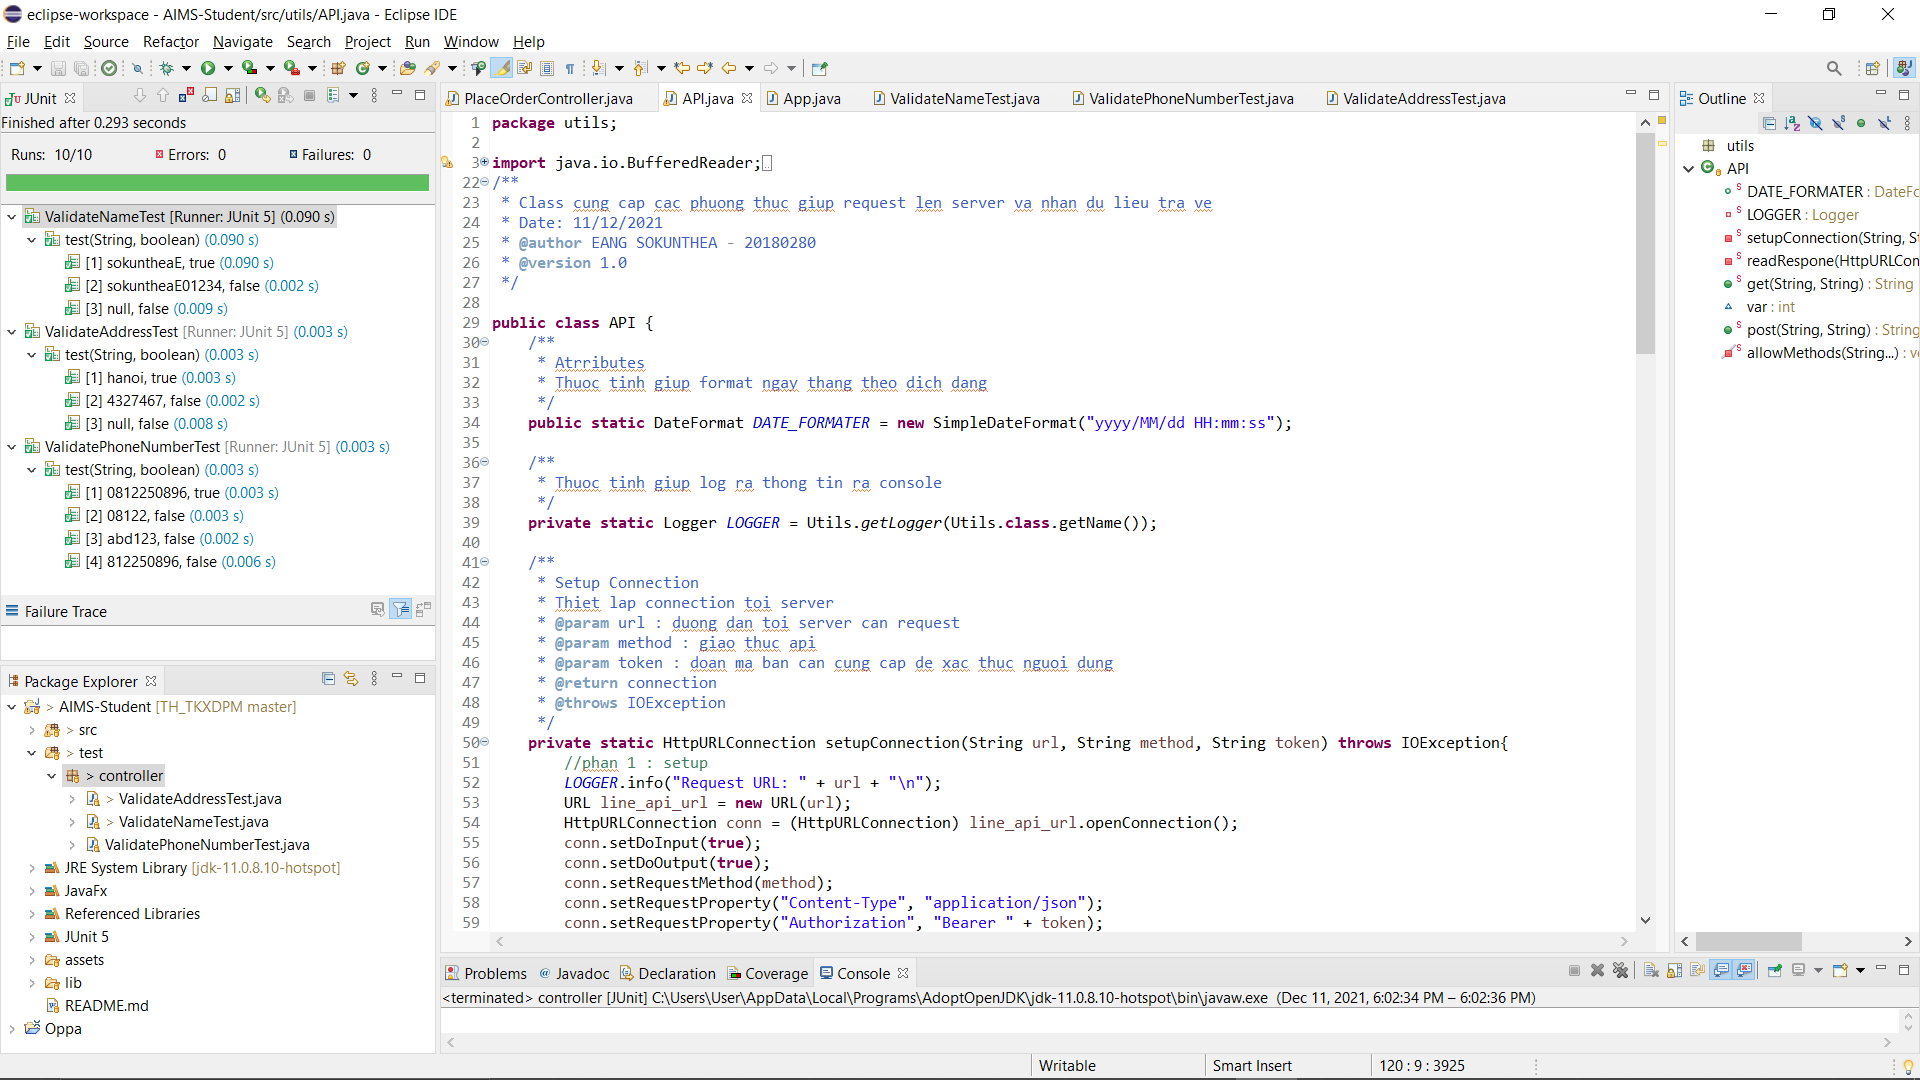 eclipse-workspace - AIMS-Student/src/utils/API.java - Eclipse IDE
File Edit Source Refactor Navigate Search Project Run Window Help
JUnit
Finished after 0.293 seconds
Runs: 10/10 Errors: 0 Failures: 0
ValidateNameTest [Runner: JUnit 5] (0.090 s)
test(String, boolean) (0.090 s)
[1] sokuntheaE, true (0.090 s)
[2] sokuntheaE01234, false (0.002 s)
[3] null, false (0.009 s)
ValidateAddressTest [Runner: JUnit 5] (0.003 s)
test(String, boolean) (0.003 s)
[1] hanoi, true (0.003 s)
[2] 4327467, false (0.002 s)
[3] null, false (0.008 s)
ValidatePhoneNumberTest [Runner: JUnit 5] (0.003 s)
test(String, boolean) (0.003 s)
[1] 0812250896, true (0.003 s)
[2] 08122, false (0.003 s)
[3] abd123, false (0.002 s)
[4] 812250896, false (0.006 s)
Failure Trace
Package Explorer
> AIMS-Student [TH_TKXDPM master]
> src
> test
> controller
> ValidateAddressTest.java
> ValidateNameTest.java
ValidatePhoneNumberTest.java
JRE System Library [jdk-11.0.8.10-hotspot]
JavaFx
Referenced Libraries
JUnit 5
assets
lib
README.md
Oppa
PlaceOrderController.java API.java App.java ValidateNameTest.java ValidatePhoneNumberTest.java ValidateAddressTest.java
1 package utils;
2
3 import java.io.BufferedReader;
22 /**
23 * Class cung cap cac phuong thuc giup request len server va nhan du lieu tra ve
24 * Date: 11/12/2021
25 * @author EANG SOKUNTHEA - 20180280
26 * @version 1.0
27 */
28
29 public class API {
30 /**
31 * Atrributes
32 * Thuoc tinh giup format ngay thang theo dich dang
33 */
34 public static DateFormat DATE_FORMATER = new SimpleDateFormat("yyyy/MM/dd HH:mm:ss");
35
36 /**
37 * Thuoc tinh giup log ra thong tin ra console
38 */
39 private static Logger LOGGER = Utils.getLogger(Utils.class.getName());
40
41 /**
42 * Setup Connection
43 * Thiet lap connection toi server
44 * @param url : duong dan toi server can request
45 * @param method : giao thuc api
46 * @param token : doan ma ban can cung cap de xac thuc nguoi dung
47 * @return connection
48 * @throws IOException
49 */
50 private static HttpURLConnection setupConnection(String url, String method, String token) throws IOException{
51 //phan 1 : setup
52 LOGGER.info("Request URL: " + url + "\n");
53 URL line_api_url = new URL(url);
54 HttpURLConnection conn = (HttpURLConnection) line_api_url.openConnection();
55 conn.setDoInput(true);
56 conn.setDoOutput(true);
57 conn.setRequestMethod(method);
58 conn.setRequestProperty("Content-Type", "application/json");
59 conn.setRequestProperty("Authorization", "Bearer " + token);
Outline
utils
API
DATE_FORMATER : DateFo
LOGGER : Logger
setupConnection(String, St
readRespone(HttpURLCon
get(String, String) : String
var : int
post(String, String) : String
allowMethods(String...) : v
Problems Javadoc Declaration Coverage Console
<terminated> controller [JUnit] C:\Users\User\AppData\Local\Programs\AdoptOpenJDK\jdk-11.0.8.10-hotspot\bin\javaw.exe (Dec 11, 2021, 6:02:34 PM – 6:02:36 PM)
Writable Smart Insert 120 : 9 : 3925